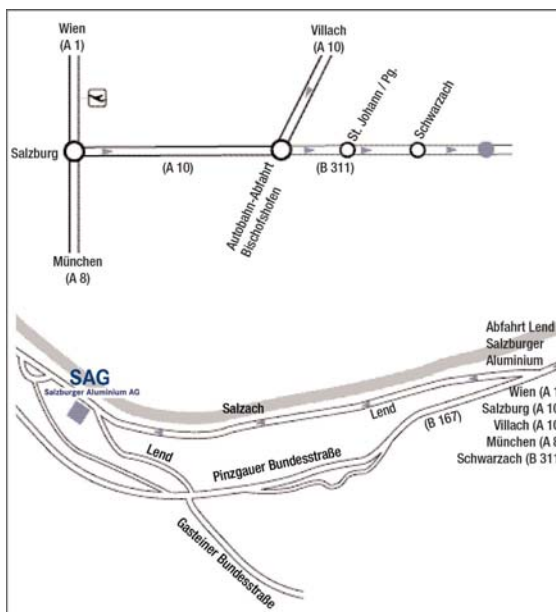 Wien
(A 1)
Villach
(A 10)
St. Johann / Pg.
Schwarzach
Salzburg
(A 10)
(B 311)
Autobahn-Abfahrt
Bischofshofen
München
(A 8)
Abfahrt Lend
Salzburger
Aluminium
SAG
Salzburger Aluminium AG
Salzach
Lend
Wien (A 1
Salzburg (A 10
(B 167)
Villach (A 10
München (A 8
Schwarzach (B 311
Lend
Pinzgauer Bundesstraße
Gasteiner Bundesstraße